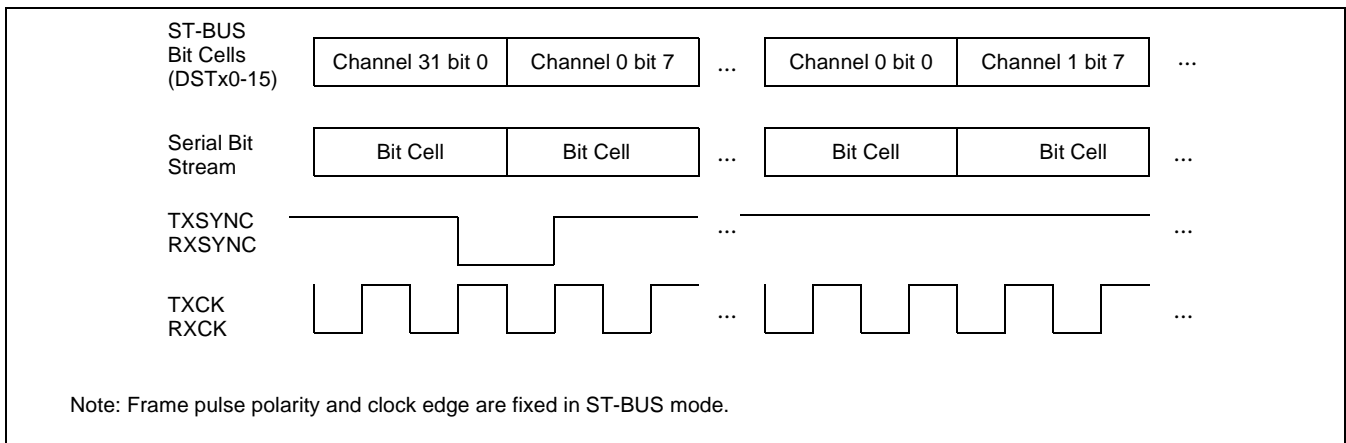 ST-BUS
Bit Cells
(DSTx0-15)
Channel 31 bit 0
Channel 0 bit 7
...
Channel 0 bit 0
Channel 1 bit 7
...
Serial Bit
Stream
Bit Cell
Bit Cell
...
Bit Cell
Bit Cell
...
TXSYNC
RXSYNC
...
...
TXCK
RXCK
...
...
Note: Frame pulse polarity and clock edge are fixed in ST-BUS mode.